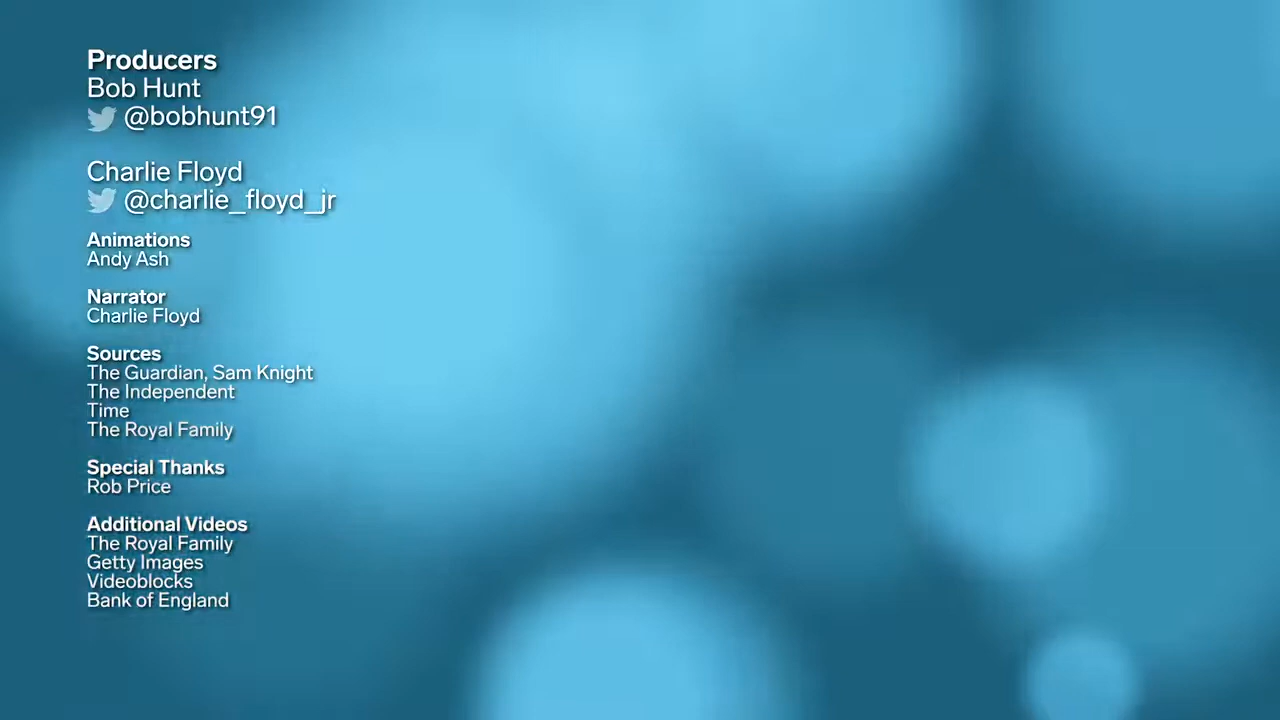 Producers
Bob Hunt
@bobhunt91
Charlie Floyd
@charlie_floyd_jr
Animations
Andy Ash
Narrator
Charlie Floyd
Sources
The Guardian, Sam Knight
The Independent
Time
The Royal Family
Special Thanks
Rob Price
Additional Videos
The Royal Family
Getty Images
Videoblocks
Bank of England